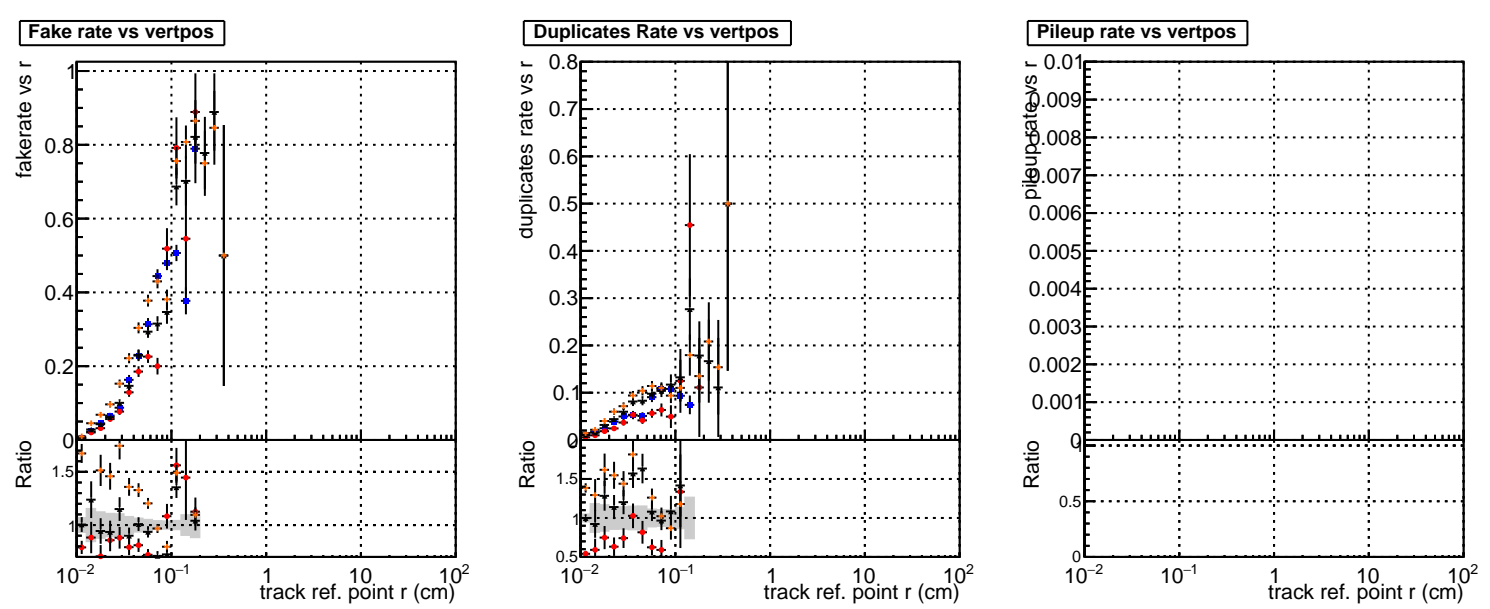 Fake rate vs vertpos
fakerate vs r
1
0.8
0.6
0.4
0.2
0
Ratio
1.5
1
10⁻² 10⁻¹ 1 10 10²
track ref. point r (cm)
Duplicates Rate vs vertpos
duplicates rate vs r
0.8
0.7
0.6
0.5
0.4
0.3
0.2
0.1
0
Ratio
1.5
1
0.5
10⁻² 10⁻¹ 1 10 10²
track ref. point r (cm)
Pileup rate vs vertpos
pileup rate vs r
0.01
0.009
0.008
0.007
0.006
0.005
0.004
0.003
0.002
0.001
0
Ratio
1
0.5
0
10⁻² 10⁻¹ 1 10 10²
track ref. point r (cm)